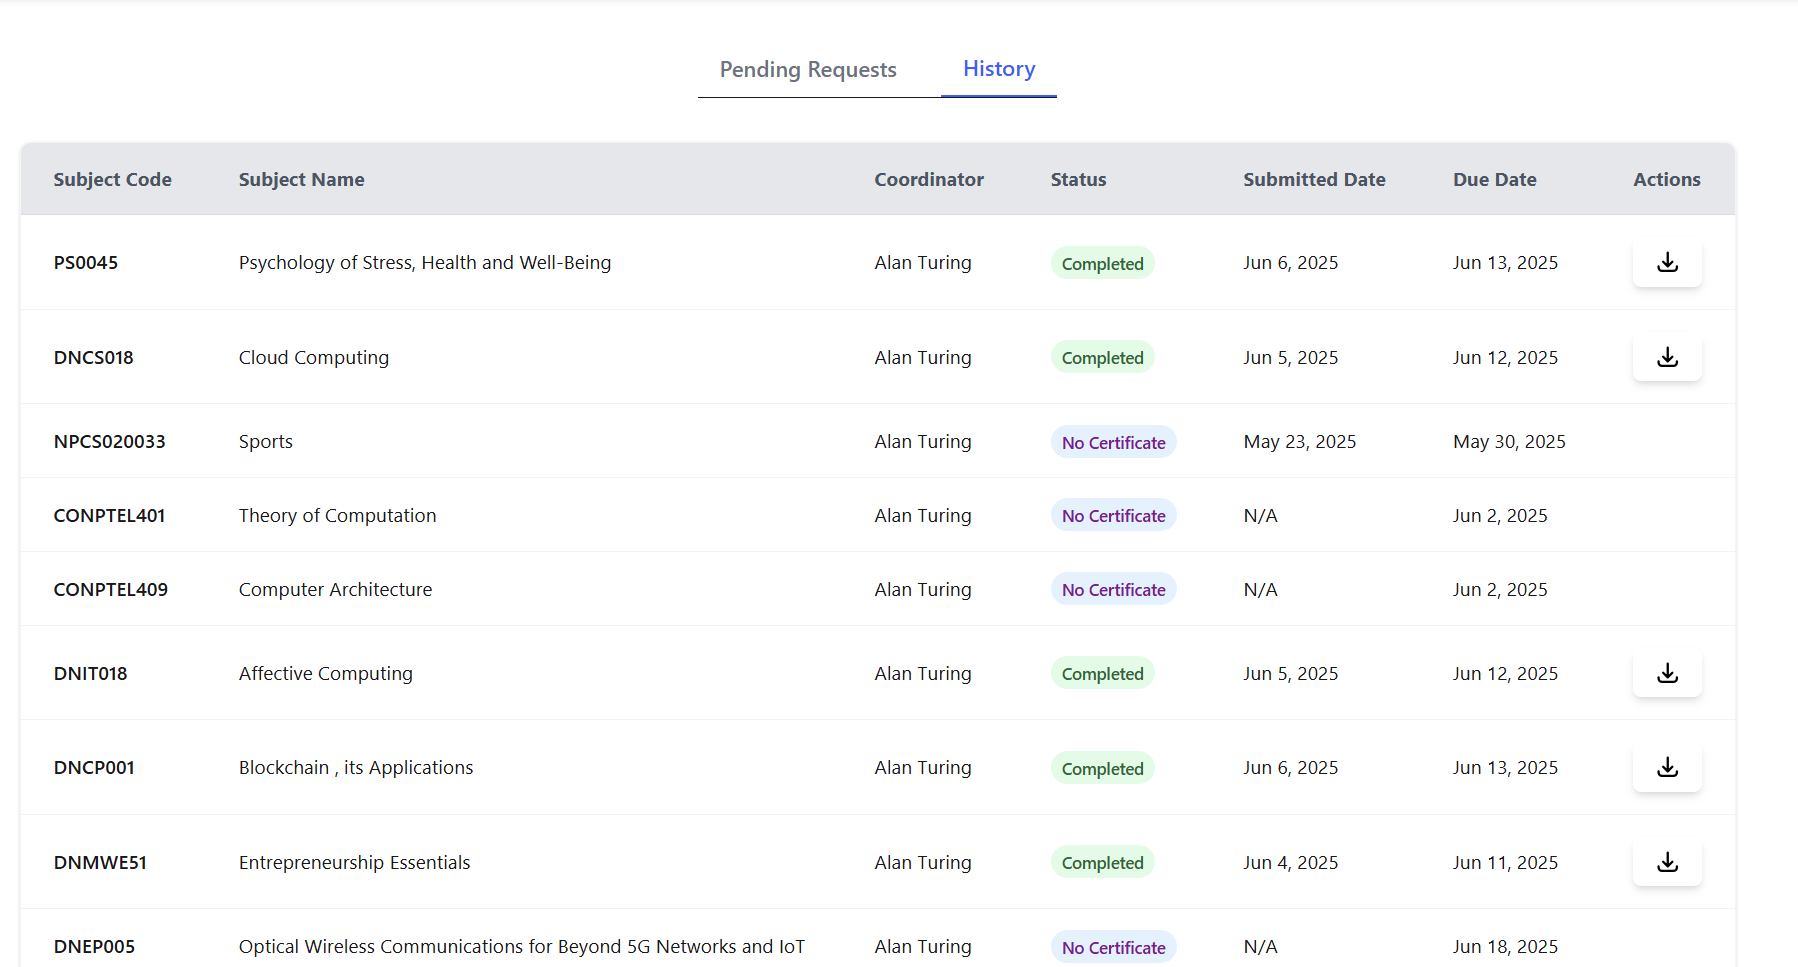 Pending Requests History
Subject Code Subject Name Coordinator Status Submitted Date Due Date Actions
PS0045 Psychology of Stress, Health and Well-Being Alan Turing Completed Jun 6, 2025 Jun 13, 2025
DNCS018 Cloud Computing Alan Turing Completed Jun 5, 2025 Jun 12, 2025
NPCS020033 Sports Alan Turing No Certificate May 23, 2025 May 30, 2025
CONPTEL401 Theory of Computation Alan Turing No Certificate N/A Jun 2, 2025
CONPTEL409 Computer Architecture Alan Turing No Certificate N/A Jun 2, 2025
DNIT018 Affective Computing Alan Turing Completed Jun 5, 2025 Jun 12, 2025
DNCP001 Blockchain , its Applications Alan Turing Completed Jun 6, 2025 Jun 13, 2025
DNMWE51 Entrepreneurship Essentials Alan Turing Completed Jun 4, 2025 Jun 11, 2025
DNEP005 Optical Wireless Communications for Beyond 5G Networks and IoT Alan Turing No Certificate N/A Jun 18, 2025